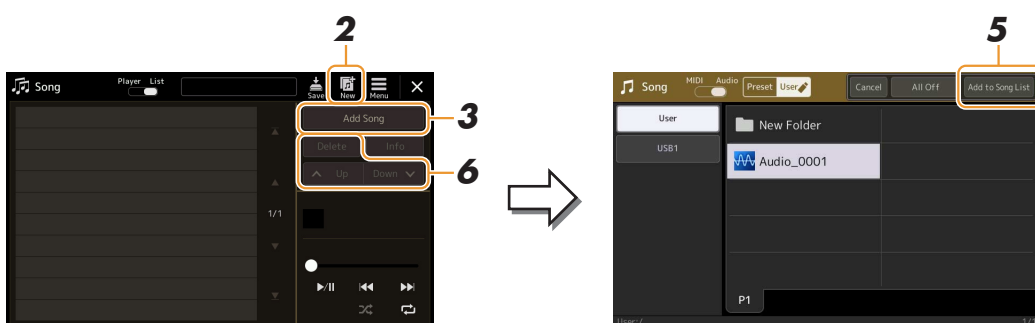 2
5
Song
Player List
Save
New
Menu
Add Song
3
Delete
Info
Up
Down
6
1/1
Song
MIDI Audio
Preset
User
Cancel
All Off
Add to Song List
User
USB1
New Folder
Audio_0001
P1
User:/